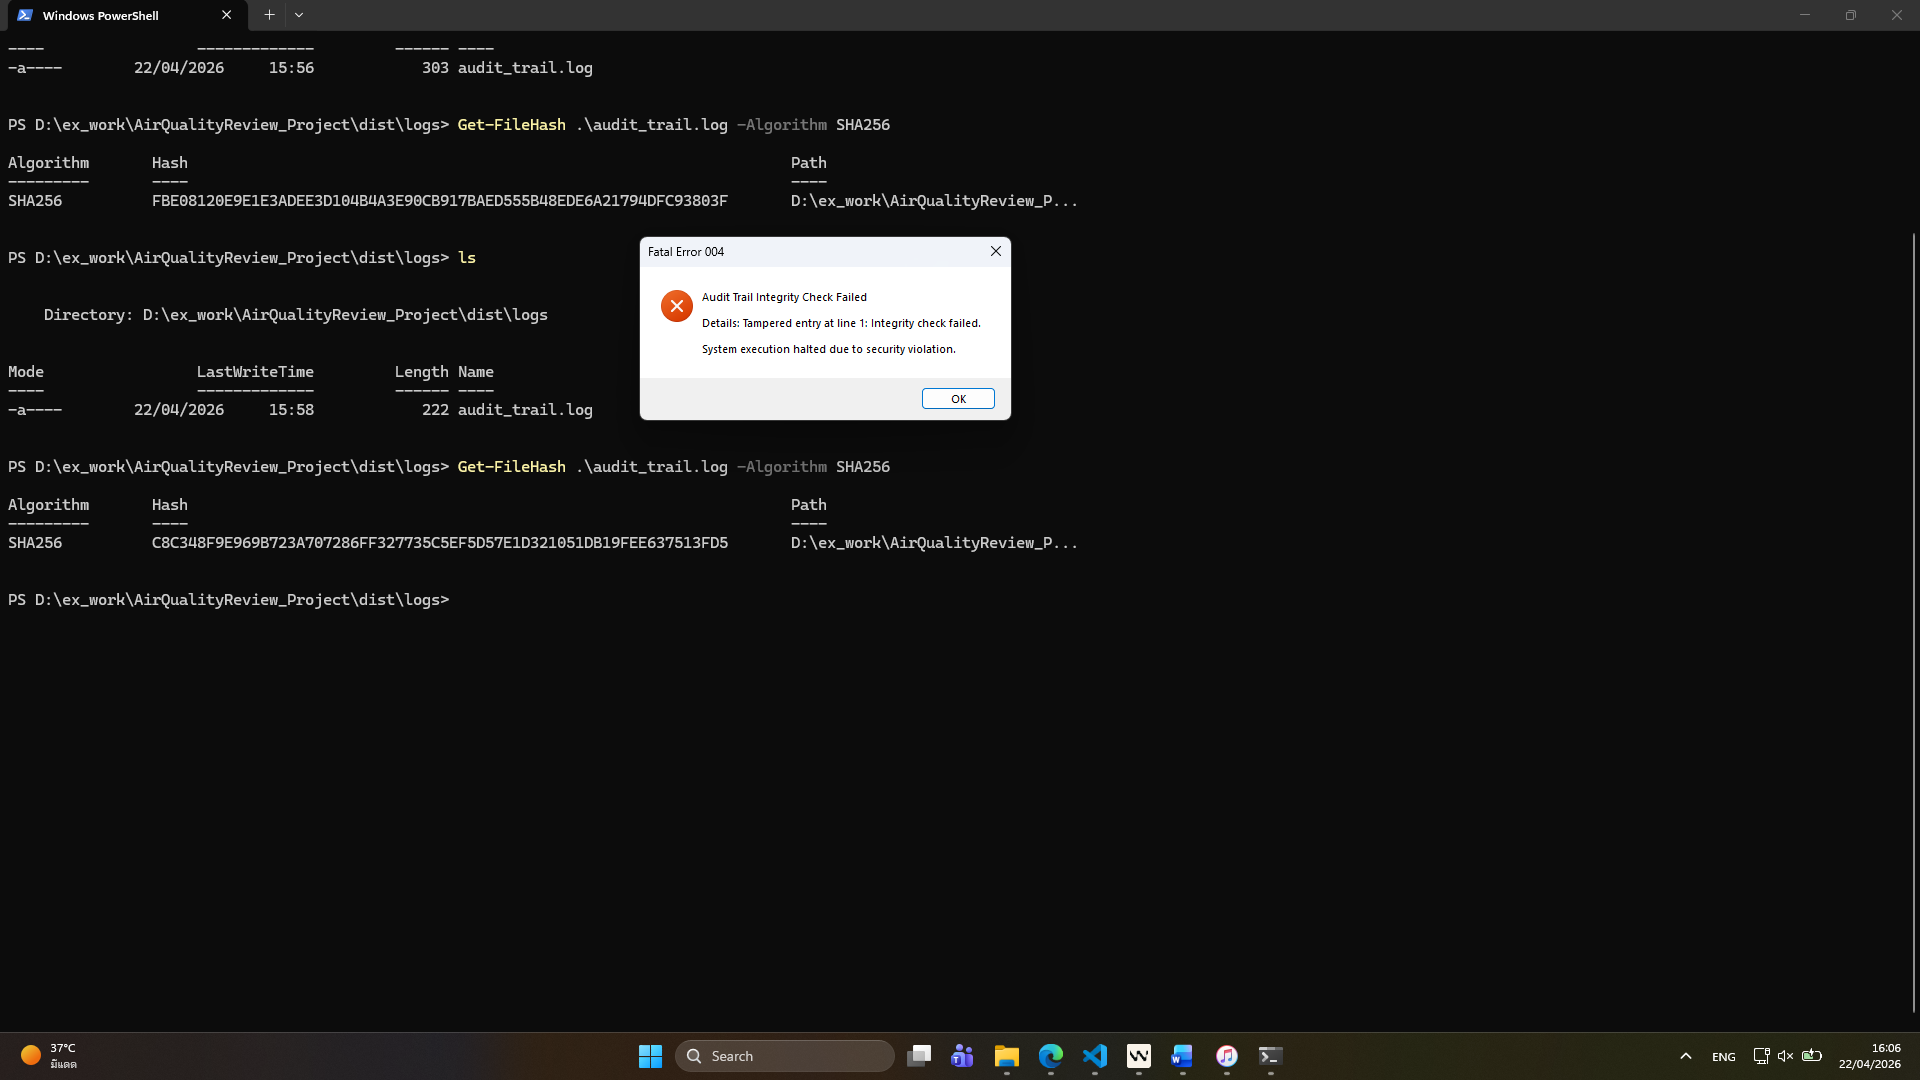 Windows PowerShell
---- ------------- ------ ----
-a---- 22/04/2026 15:56 303 audit_trail.log
PS D:\ex_work\AirQualityReview_Project\dist\logs> Get-FileHash .\audit_trail.log -Algorithm SHA256
Algorithm Hash Path
--------- ---- ----
SHA256 FBE08120E9E1E3ADEE3D104B4A3E90CB917BAED555B48EDE6A21794DFC93803F D:\ex_work\AirQualityReview_P...
PS D:\ex_work\AirQualityReview_Project\dist\logs> ls
Directory: D:\ex_work\AirQualityReview_Project\dist\logs
Mode LastWriteTime Length Name
---- ------------- ------ ----
-a---- 22/04/2026 15:58 222 audit_trail.log
Fatal Error 004
Audit Trail Integrity Check Failed
Details: Tampered entry at line 1: Integrity check failed.
System execution halted due to security violation.
OK
PS D:\ex_work\AirQualityReview_Project\dist\logs> Get-FileHash .\audit_trail.log -Algorithm SHA256
Algorithm Hash Path
--------- ---- ----
SHA256 C8C348F9E969B723A707286FF327735C5EF5D57E1D321051DB19FEE637513FD5 D:\ex_work\AirQualityReview_P...
PS D:\ex_work\AirQualityReview_Project\dist\logs>
37°C
มีแดด
Search
ENG
16:06
22/04/2026